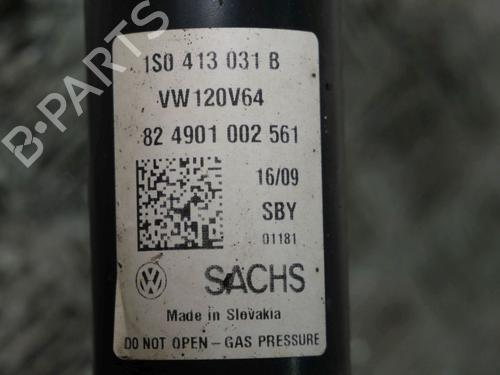 1S0 413 031 B
VW120V64
82 4901 002 561
16/09
SBY
01181
SACHS
Made in Slovakia
DO NOT OPEN - GAS PRESSURE
B-PARTS